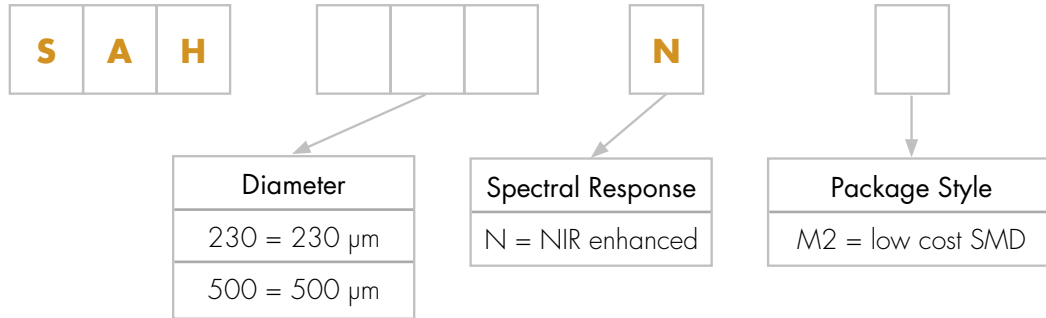 S A H N
Diameter
230 = 230 µm
500 = 500 µm
Spectral Response
N = NIR enhanced
Package Style
M2 = low cost SMD